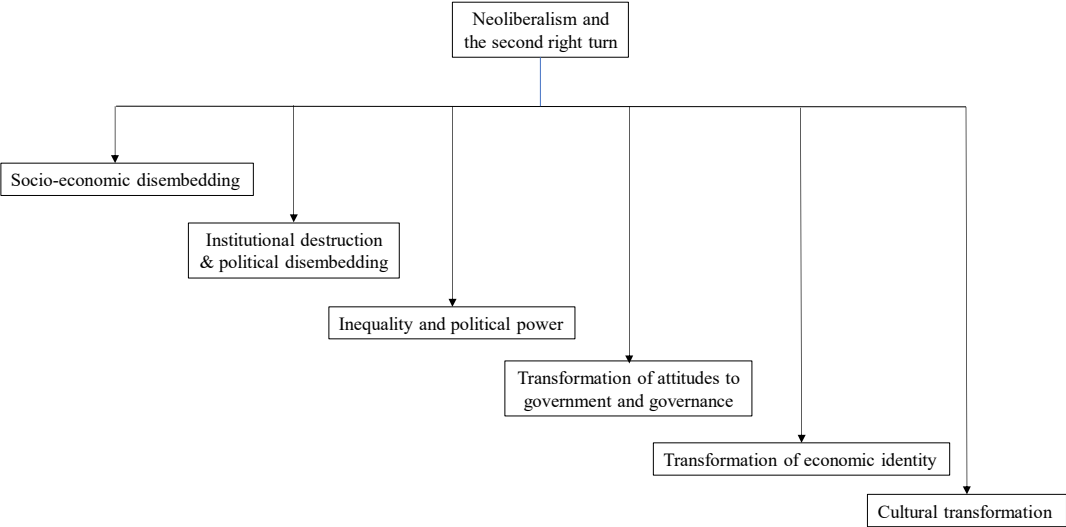 Neoliberalism and
the second right turn
Socio-economic disembedding
Institutional destruction
& political disembedding
Inequality and political power
Transformation of attitudes to
government and governance
Transformation of economic identity
Cultural transformation